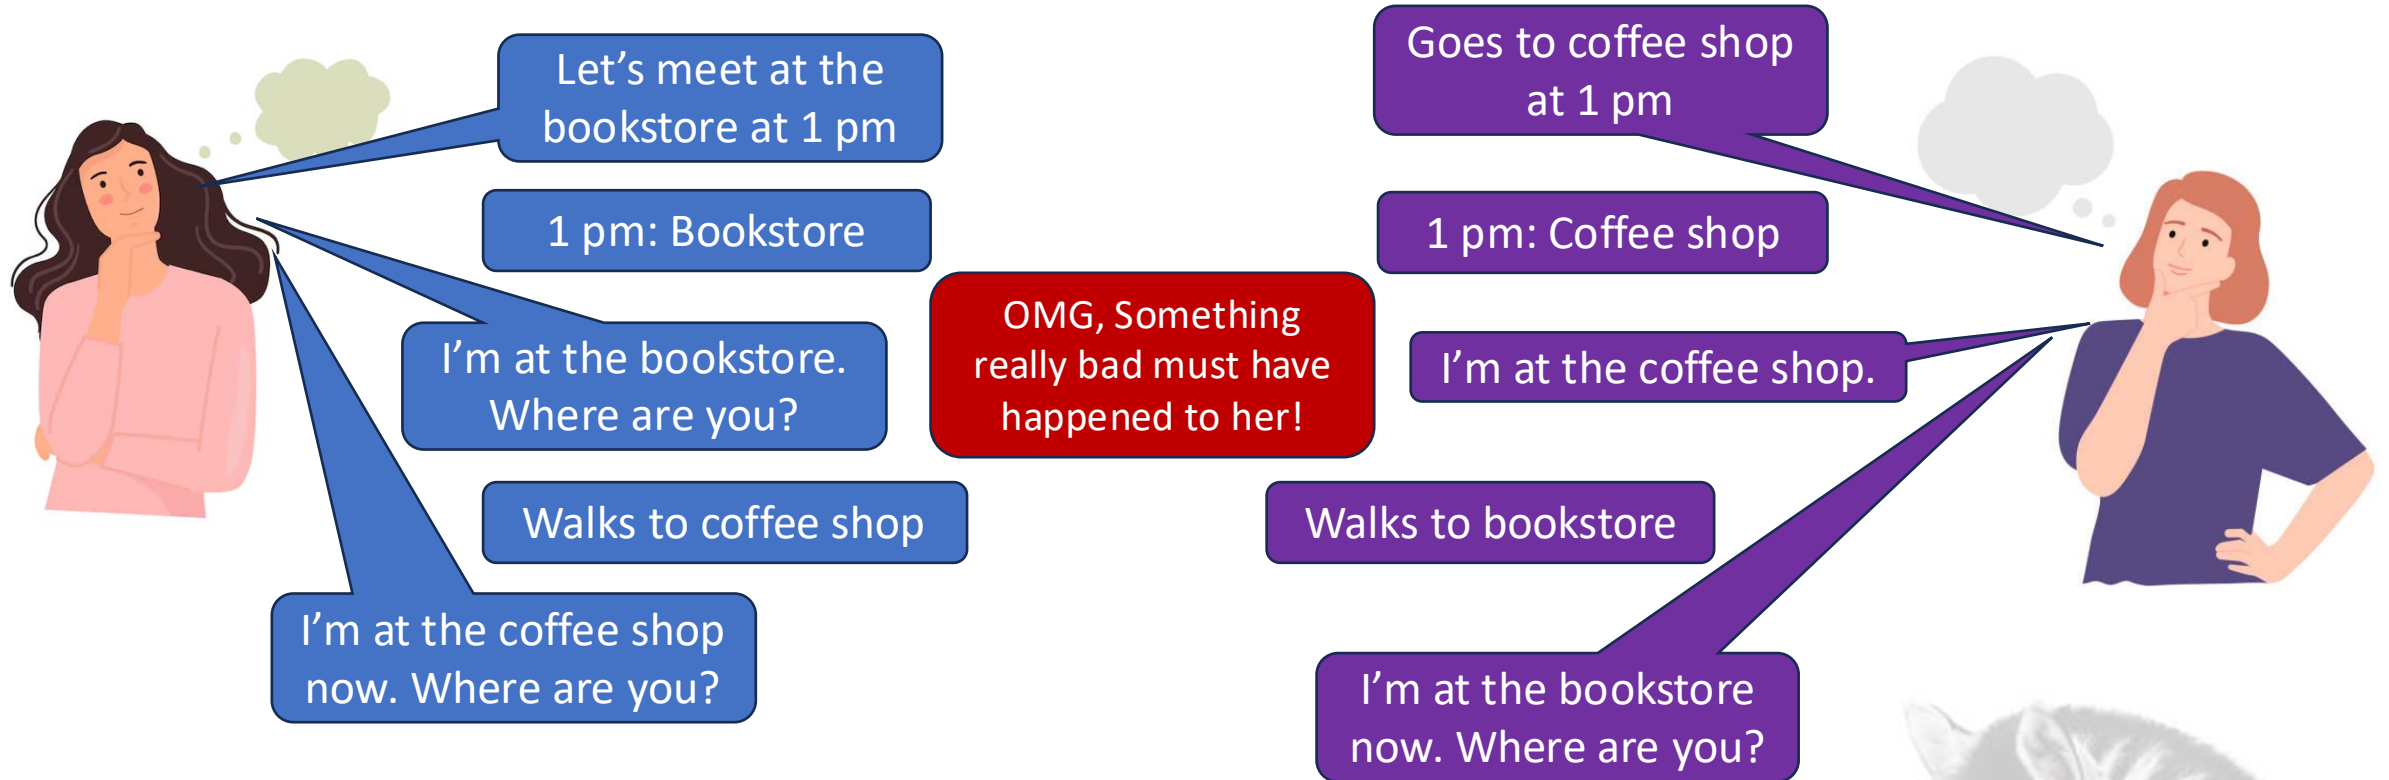 Let’s meet at the
bookstore at 1 pm
1 pm: Bookstore
I’m at the bookstore.
Where are you?
Walks to coffee shop
I’m at the coffee shop
now. Where are you?
OMG, Something
really bad must have
happened to her!
Goes to coffee shop
at 1 pm
1 pm: Coffee shop
I’m at the coffee shop.
Walks to bookstore
I’m at the bookstore
now. Where are you?